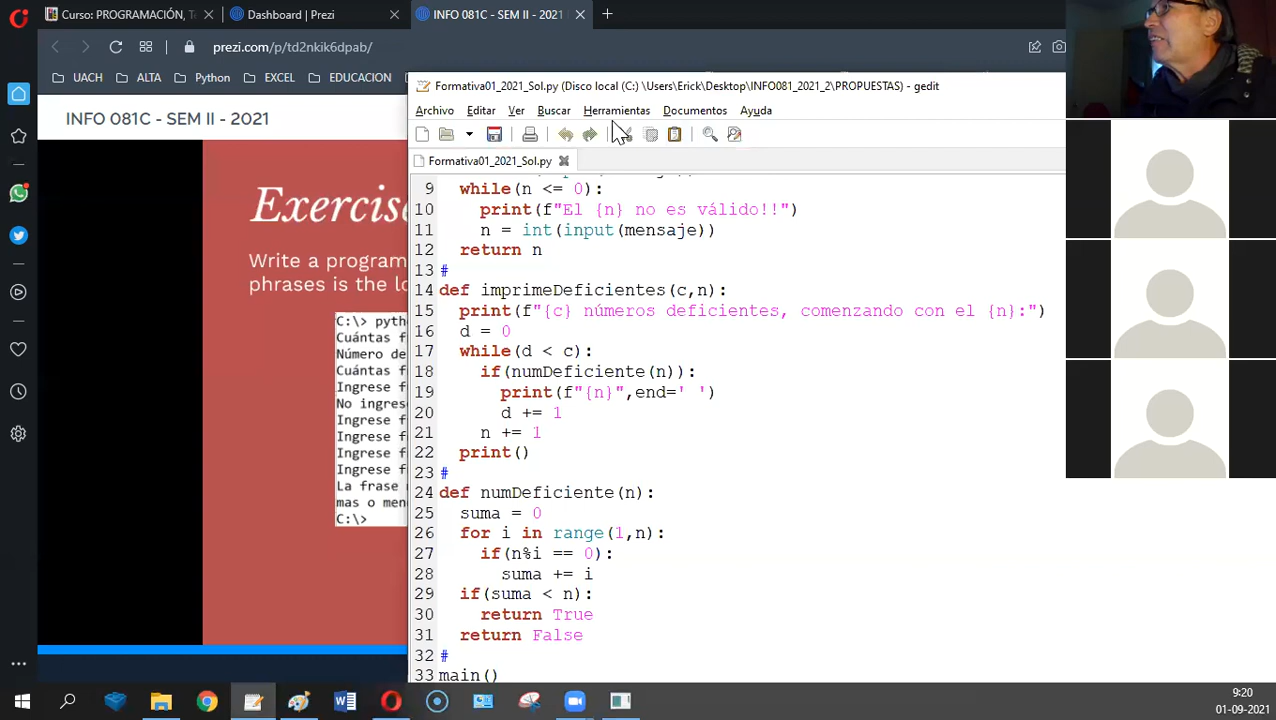 Curso: PROGRAMACIÓN, T
Dashboard | Prezi
INFO 081C - SEM II - 2021
prezi.com/p/td2nkik6dpab/
UACH
ALTA
Python
EXCEL
EDUCACION
INFO 081C - SEM II - 2021
Exercise
Write a program
phrases is the lo
C:\> pytho
Cuántas f
Número de
Cuántas f
Ingrese f
No ingres
Ingrese f
Ingrese f
Ingrese f
Ingrese f
La frase
mas o men
C:\>
Formativa01_2021_Sol.py (Disco local (C:) \Users\Erick\Desktop\INFO081_2021_2\PROPUESTAS) - gedit
Archivo Editar Ver Buscar Herramientas Documentos Ayuda
Formativa01_2021_Sol.py
9 while(n <= 0):
10 print(f"El {n} no es válido!!")
11 n = int(input(mensaje))
12 return n
13 #
14 def imprimeDeficientes(c,n):
15 print(f"{c} números deficientes, comenzando con el {n}:")
16 d = 0
17 while(d < c):
18 if(numDeficiente(n)):
19 print(f"{n}",end=' ')
20 d += 1
21 n += 1
22 print()
23 #
24 def numDeficiente(n):
25 suma = 0
26 for i in range(1,n):
27 if(n%i == 0):
28 suma += i
29 if(suma < n):
30 return True
31 return False
32 #
33 main()
9:20
01-09-2021